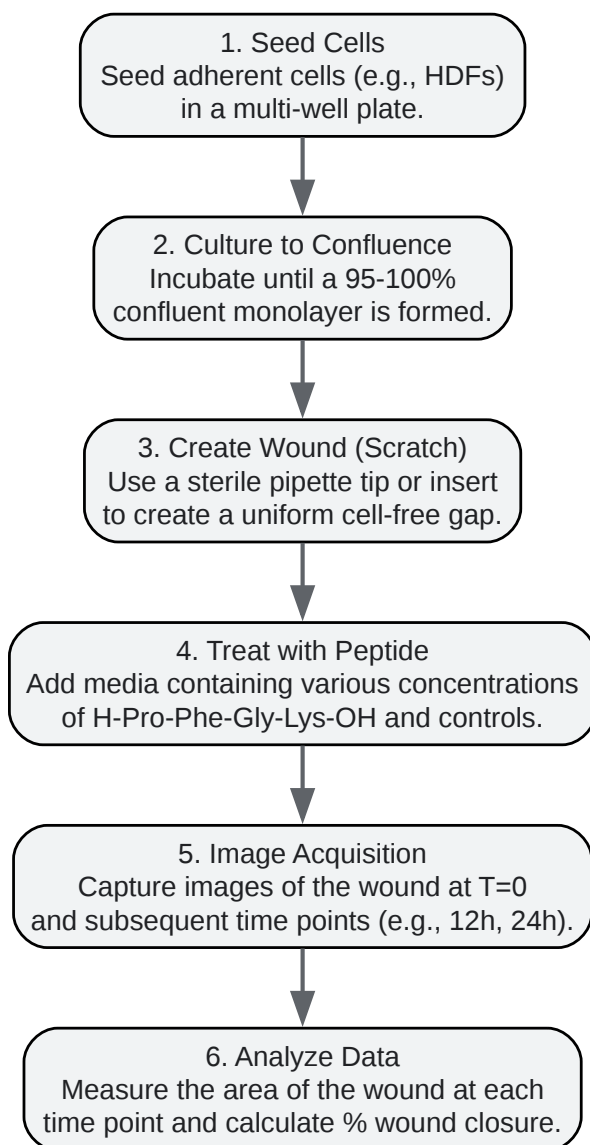 1. Seed Cells
Seed adherent cells (e.g., HDFs)
in a multi-well plate.
2. Culture to Confluence
Incubate until a 95-100%
confluent monolayer is formed.
3. Create Wound (Scratch)
Use a sterile pipette tip or insert
to create a uniform cell-free gap.
4. Treat with Peptide
Add media containing various concentrations
of H-Pro-Phe-Gly-Lys-OH and controls.
5. Image Acquisition
Capture images of the wound at T=0
and subsequent time points (e.g., 12h, 24h).
6. Analyze Data
Measure the area of the wound at each
time point and calculate % wound closure.